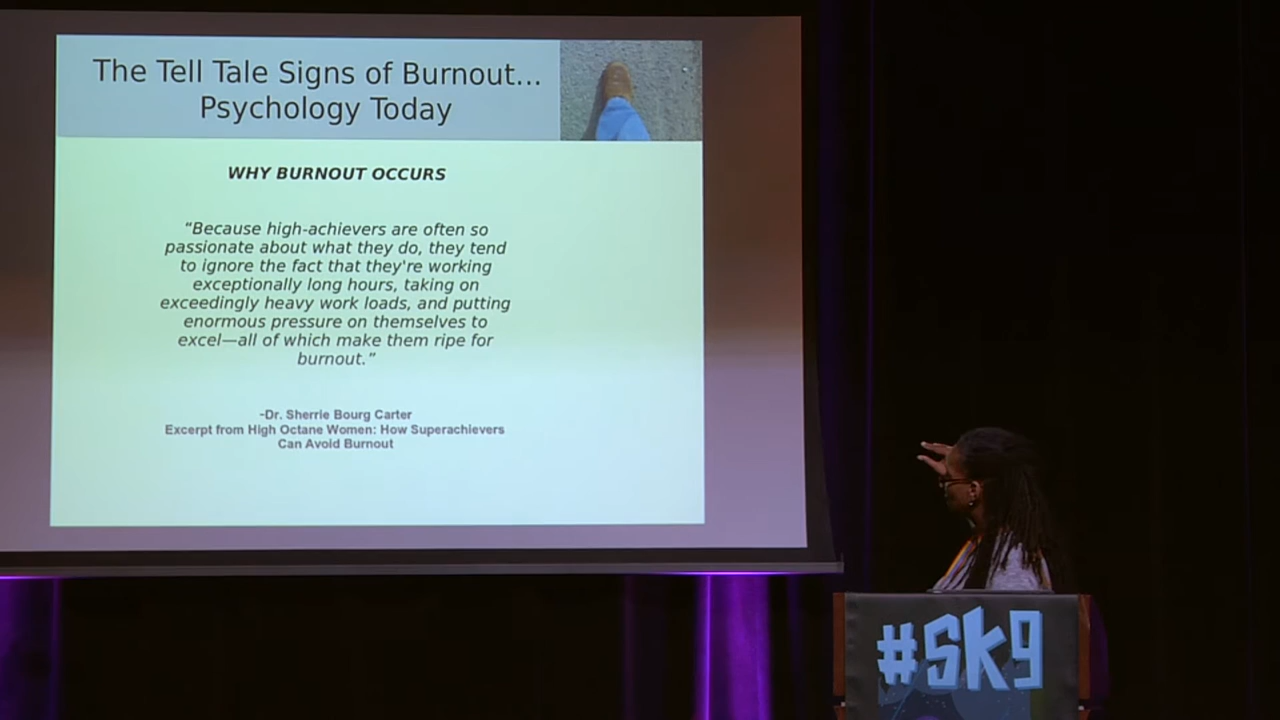 The Tell Tale Signs of Burnout...
Psychology Today
WHY BURNOUT OCCURS
“Because high-achievers are often so
passionate about what they do, they tend
to ignore the fact that they're working
exceptionally long hours, taking on
exceedingly heavy work loads, and putting
enormous pressure on themselves to
excel—all of which make them ripe for
burnout.”
-Dr. Sherrie Bourg Carter
Excerpt from High Octane Women: How Superachievers
Can Avoid Burnout
#SK9